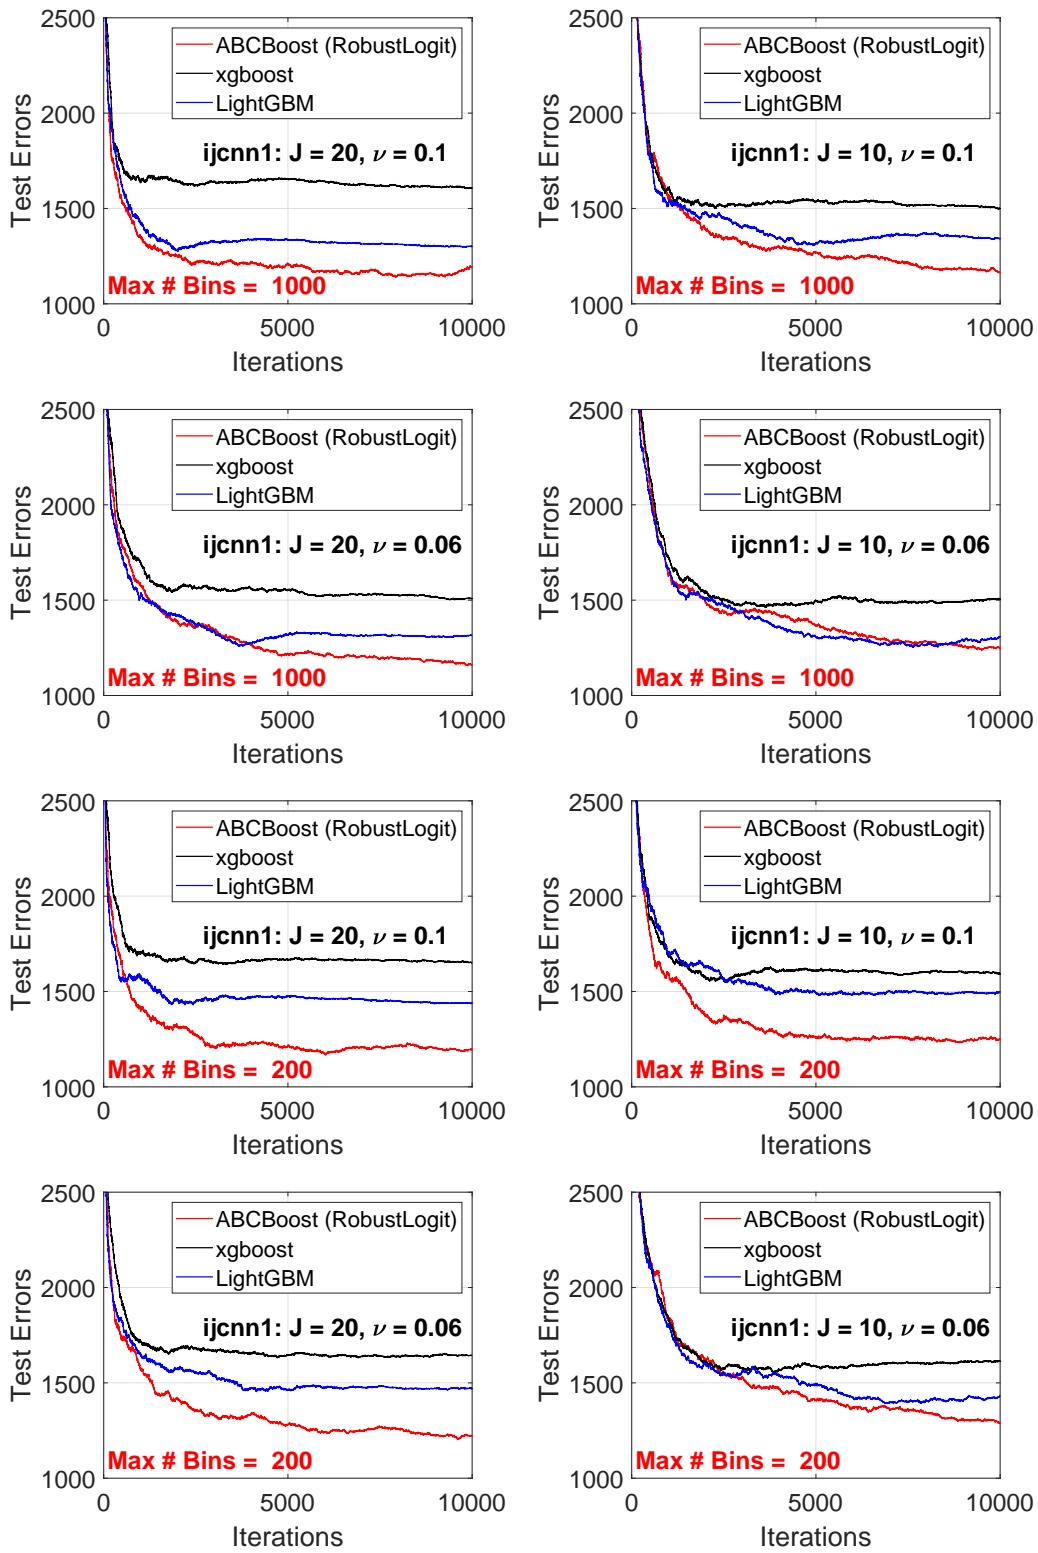 2500
2000
1500
1000
Test Errors
ABCBoost (RobustLogit)
xgboost
LightGBM
ijcnn1: J = 20, ν = 0.1
Max # Bins = 1000
0 5000 10000
Iterations
2500
2000
1500
1000
Test Errors
ABCBoost (RobustLogit)
xgboost
LightGBM
ijcnn1: J = 10, ν = 0.1
Max # Bins = 1000
0 5000 10000
Iterations
2500
2000
1500
1000
Test Errors
ABCBoost (RobustLogit)
xgboost
LightGBM
ijcnn1: J = 20, ν = 0.06
Max # Bins = 1000
0 5000 10000
Iterations
2500
2000
1500
1000
Test Errors
ABCBoost (RobustLogit)
xgboost
LightGBM
ijcnn1: J = 10, ν = 0.06
Max # Bins = 1000
0 5000 10000
Iterations
2500
2000
1500
1000
Test Errors
ABCBoost (RobustLogit)
xgboost
LightGBM
ijcnn1: J = 20, ν = 0.1
Max # Bins = 200
0 5000 10000
Iterations
2500
2000
1500
1000
Test Errors
ABCBoost (RobustLogit)
xgboost
LightGBM
ijcnn1: J = 10, ν = 0.1
Max # Bins = 200
0 5000 10000
Iterations
2500
2000
1500
1000
Test Errors
ABCBoost (RobustLogit)
xgboost
LightGBM
ijcnn1: J = 20, ν = 0.06
Max # Bins = 200
0 5000 10000
Iterations
2500
2000
1500
1000
Test Errors
ABCBoost (RobustLogit)
xgboost
LightGBM
ijcnn1: J = 10, ν = 0.06
Max # Bins = 200
0 5000 10000
Iterations